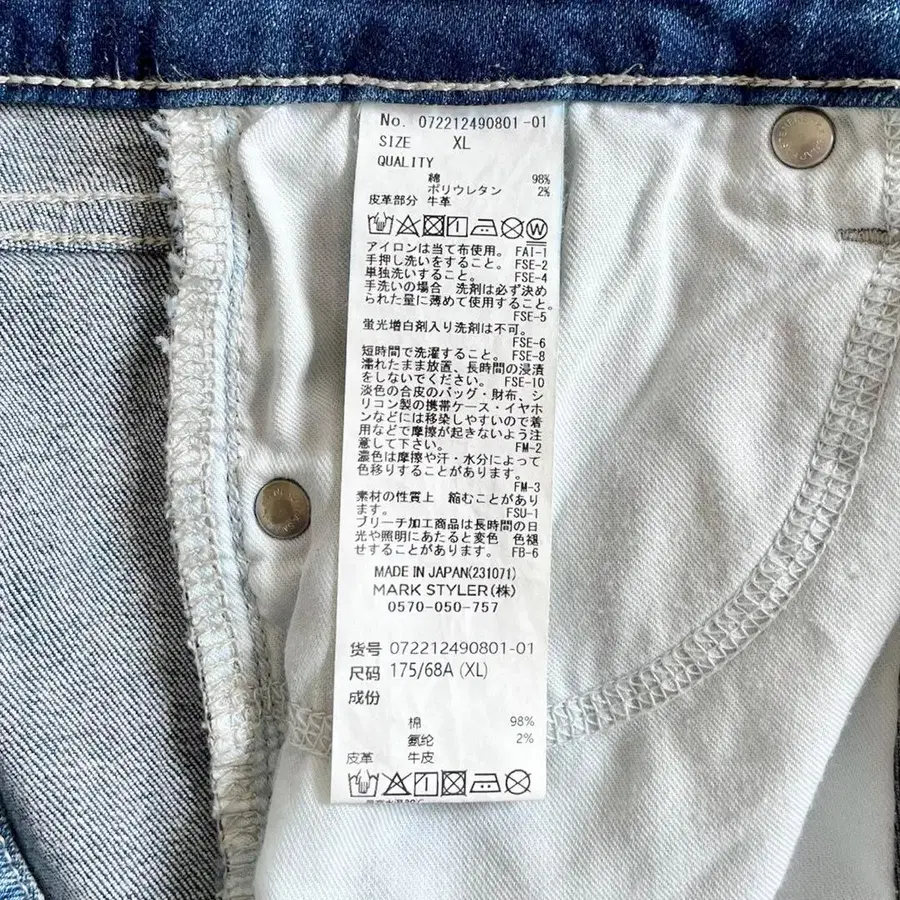 No. 072212490801-01
SIZE XL
QUALITY
綿 98%
ポリウレタン 2%
皮革部分 牛革
W
アイロンは当て布使用。 FAI-1
手押し洗いをすること。 FSE-2
単独洗いすること。 FSE-4
手洗いの場合 洗剤は必ず決め
られた量に薄めて使用すること。
FSE-5
蛍光増白剤入り洗剤は不可。
FSE-6
短時間で洗濯すること。 FSE-8
濡れたまま放置、長時間の浸漬
をしないでください。 FSE-10
淡色の合皮のバッグ・財布、シ
リコン製の携帯ケース・イヤホ
ンなどには移染しやすいので着
用などで摩擦が起きないよう注
意して下さい。 FM-2
濃色は摩擦や汗・水分によって
色移りすることがあります。
FM-3
素材の性質上 縮むことがあり
ます。 FSU-1
ブリーチ加工商品は長時間の日
光や照明にあたると変色 色褪
せすることがあります。 FB-6
MADE IN JAPAN(231071)
MARK STYLER(株)
0570-050-757
货号 072212490801-01
尺码 175/68A (XL)
成份
棉 98%
氨纶 2%
皮革 牛皮